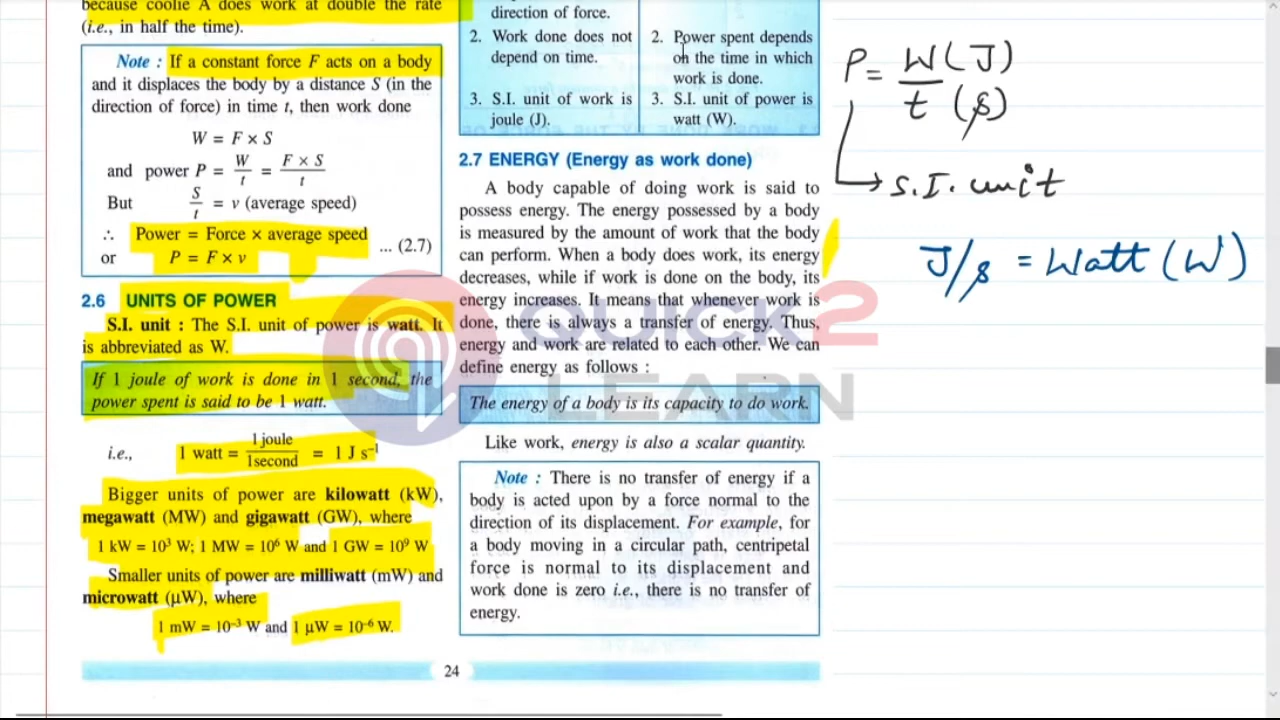 because coolie A does work at double the rate
(i.e., in half the time).
Note : If a constant force F acts on a body
and it displaces the body by a distance S (in the
direction of force) in time t, then work done
W = F × S
and power P = W/t = F × S/t
But S/t = v (average speed)
∴ Power = Force × average speed
or P = F × v ... (2.7)
2.6 UNITS OF POWER
S.I. unit : The S.I. unit of power is watt. It
is abbreviated as W.
If 1 joule of work is done in 1 second, the
power spent is said to be 1 watt.
i.e., 1 watt = 1 joule/1second = 1 J s⁻¹
Bigger units of power are kilowatt (kW),
megawatt (MW) and gigawatt (GW), where
1 kW = 10³ W; 1 MW = 10⁶ W and 1 GW = 10⁹ W
Smaller units of power are milliwatt (mW) and
microwatt (µW), where
1 mW = 10⁻³ W and 1 µW = 10⁻⁶ W.
direction of force.
2. Work done does not
depend on time.
2. Power spent depends
on the time in which
work is done.
3. S.I. unit of work is
joule (J).
3. S.I. unit of power is
watt (W).
2.7 ENERGY (Energy as work done)
A body capable of doing work is said to
possess energy. The energy possessed by a body
is measured by the amount of work that the body
can perform. When a body does work, its energy
decreases, while if work is done on the body, its
energy increases. It means that whenever work is
done, there is always a transfer of energy. Thus,
energy and work are related to each other. We can
define energy as follows :
The energy of a body is its capacity to do work.
Like work, energy is also a scalar quantity.
Note : There is no transfer of energy if a
body is acted upon by a force normal to the
direction of its displacement. For example, for
a body moving in a circular path, centripetal
force is normal to its displacement and
work done is zero i.e., there is no transfer of
energy.
24
P = W (J)
t (s)
S.I. unit
J/s = Watt (W)
QUICK2
LEARN